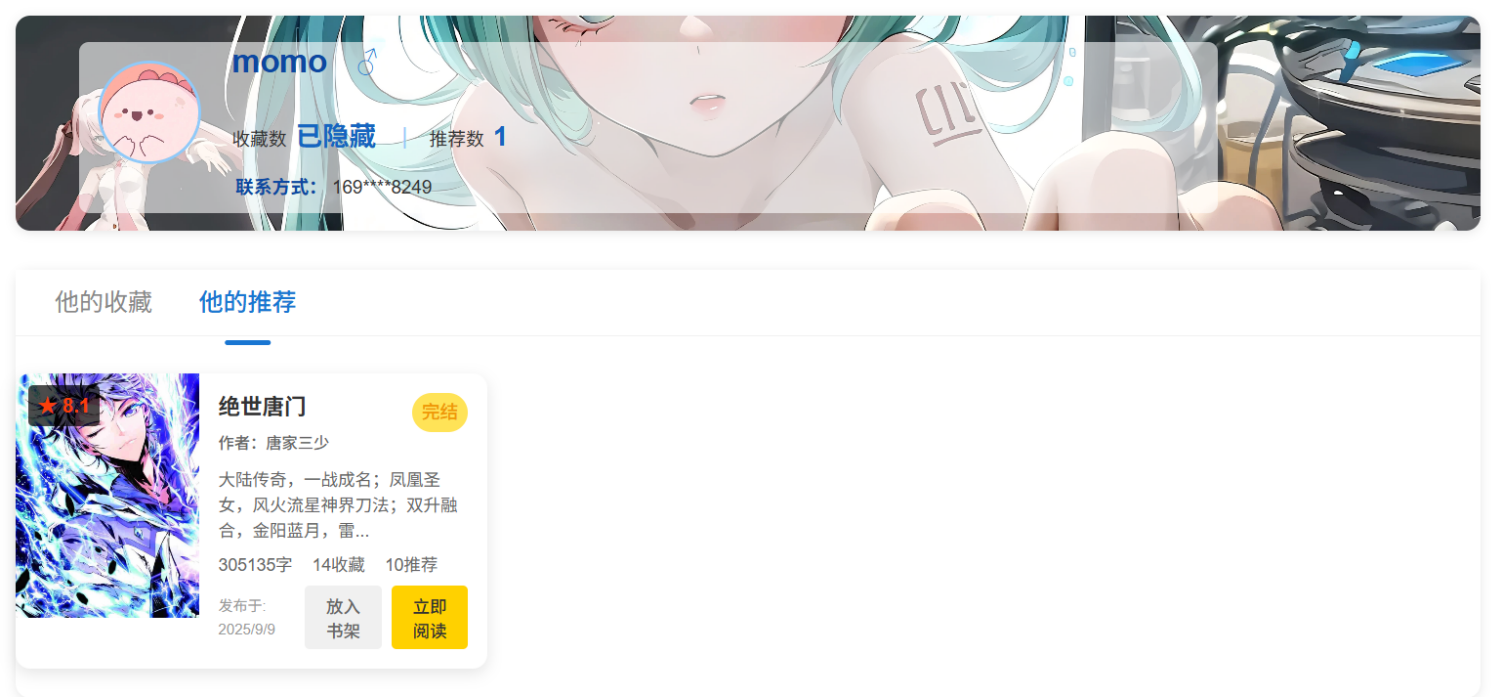 momo ♂
收藏数 已隐藏 | 推荐数 1
联系方式： 169****8249
他的收藏 他的推荐
★ 8.1
绝世唐门 完结
作者：唐家三少
大陆传奇，一战成名；凤凰圣
女，风火流星神界刀法；双升融
合，金阳蓝月，雷...
305135字 14收藏 10推荐
发布于:
2025/9/9
放入
书架
立即
阅读